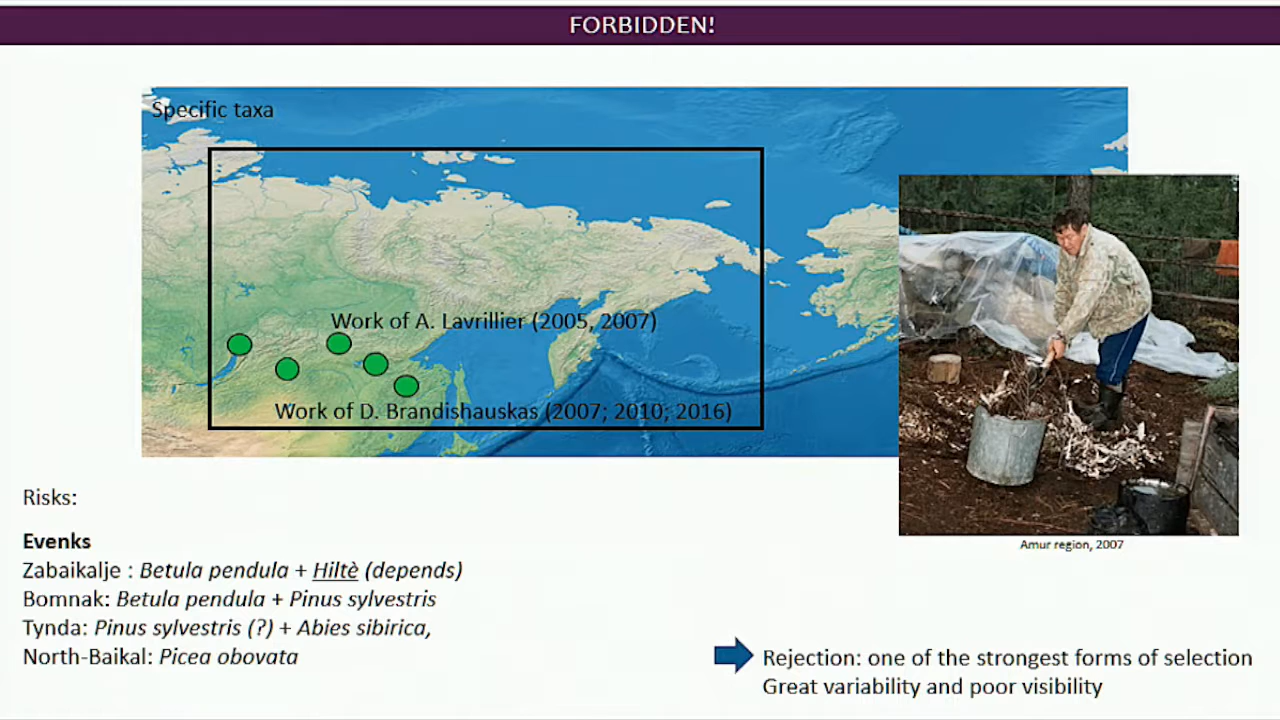 FORBIDDEN!
Specific taxa
Work of A. Lavrillier (2005, 2007)
Work of D. Brandishauskas (2007; 2010; 2016)
Amur region, 2007
Risks:
Evenks
Zabaikalje : Betula pendula + Hiltè (depends)
Bomnak: Betula pendula + Pinus sylvestris
Tynda: Pinus sylvestris (?) + Abies sibirica,
North-Baikal: Picea obovata
Rejection: one of the strongest forms of selection
Great variability and poor visibility